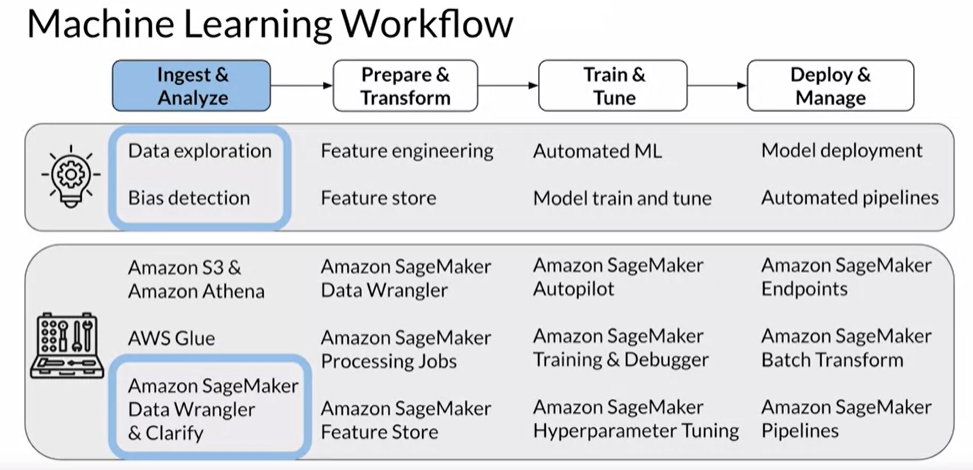 Machine Learning Workflow
Ingest &
Analyze
Prepare &
Transform
Train &
Tune
Deploy &
Manage
Data exploration
Bias detection
Feature engineering
Feature store
Automated ML
Model train and tune
Model deployment
Automated pipelines
Amazon S3 &
Amazon Athena
AWS Glue
Amazon SageMaker
Data Wrangler
& Clarify
Amazon SageMaker
Data Wrangler
Amazon SageMaker
Processing Jobs
Amazon SageMaker
Feature Store
Amazon SageMaker
Autopilot
Amazon SageMaker
Training & Debugger
Amazon SageMaker
Hyperparameter Tuning
Amazon SageMaker
Endpoints
Amazon SageMaker
Batch Transform
Amazon SageMaker
Pipelines